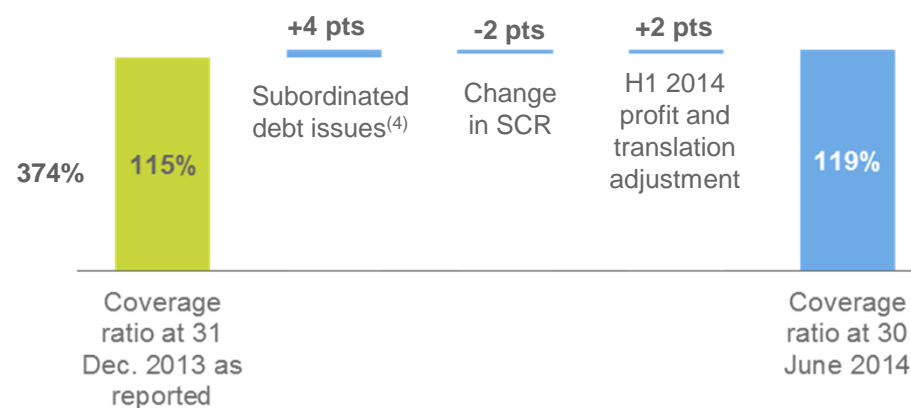 +4 pts
-2 pts
+2 pts
Subordinated
debt issues(4)
Change
in SCR
H1 2014
profit and
translation
adjustment
374%
115%
119%
Coverage
ratio at 31
Dec. 2013 as
reported
Coverage
ratio at 30
June 2014